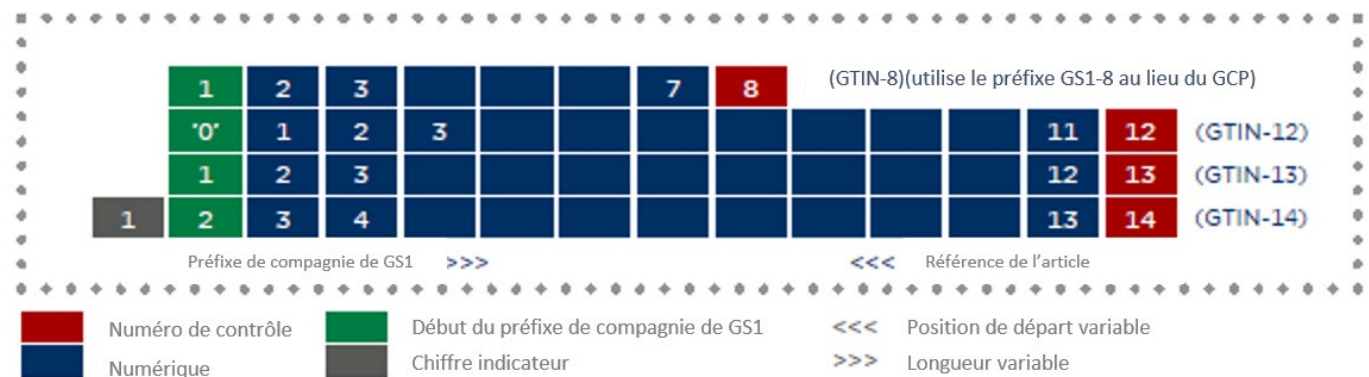 1 2 3 7 8 (GTIN-8)(utilise le préfixe GS1-8 au lieu du GCP)
'0' 1 2 3 11 12 (GTIN-12)
1 2 3 12 13 (GTIN-13)
1 2 3 4 13 14 (GTIN-14)
Préfixe de compagnie de GS1 >>> <<< Référence de l'article
Numéro de contrôle Début du préfixe de compagnie de GS1 <<< Position de départ variable
Numérique Chiffre indicateur >>> Longueur variable